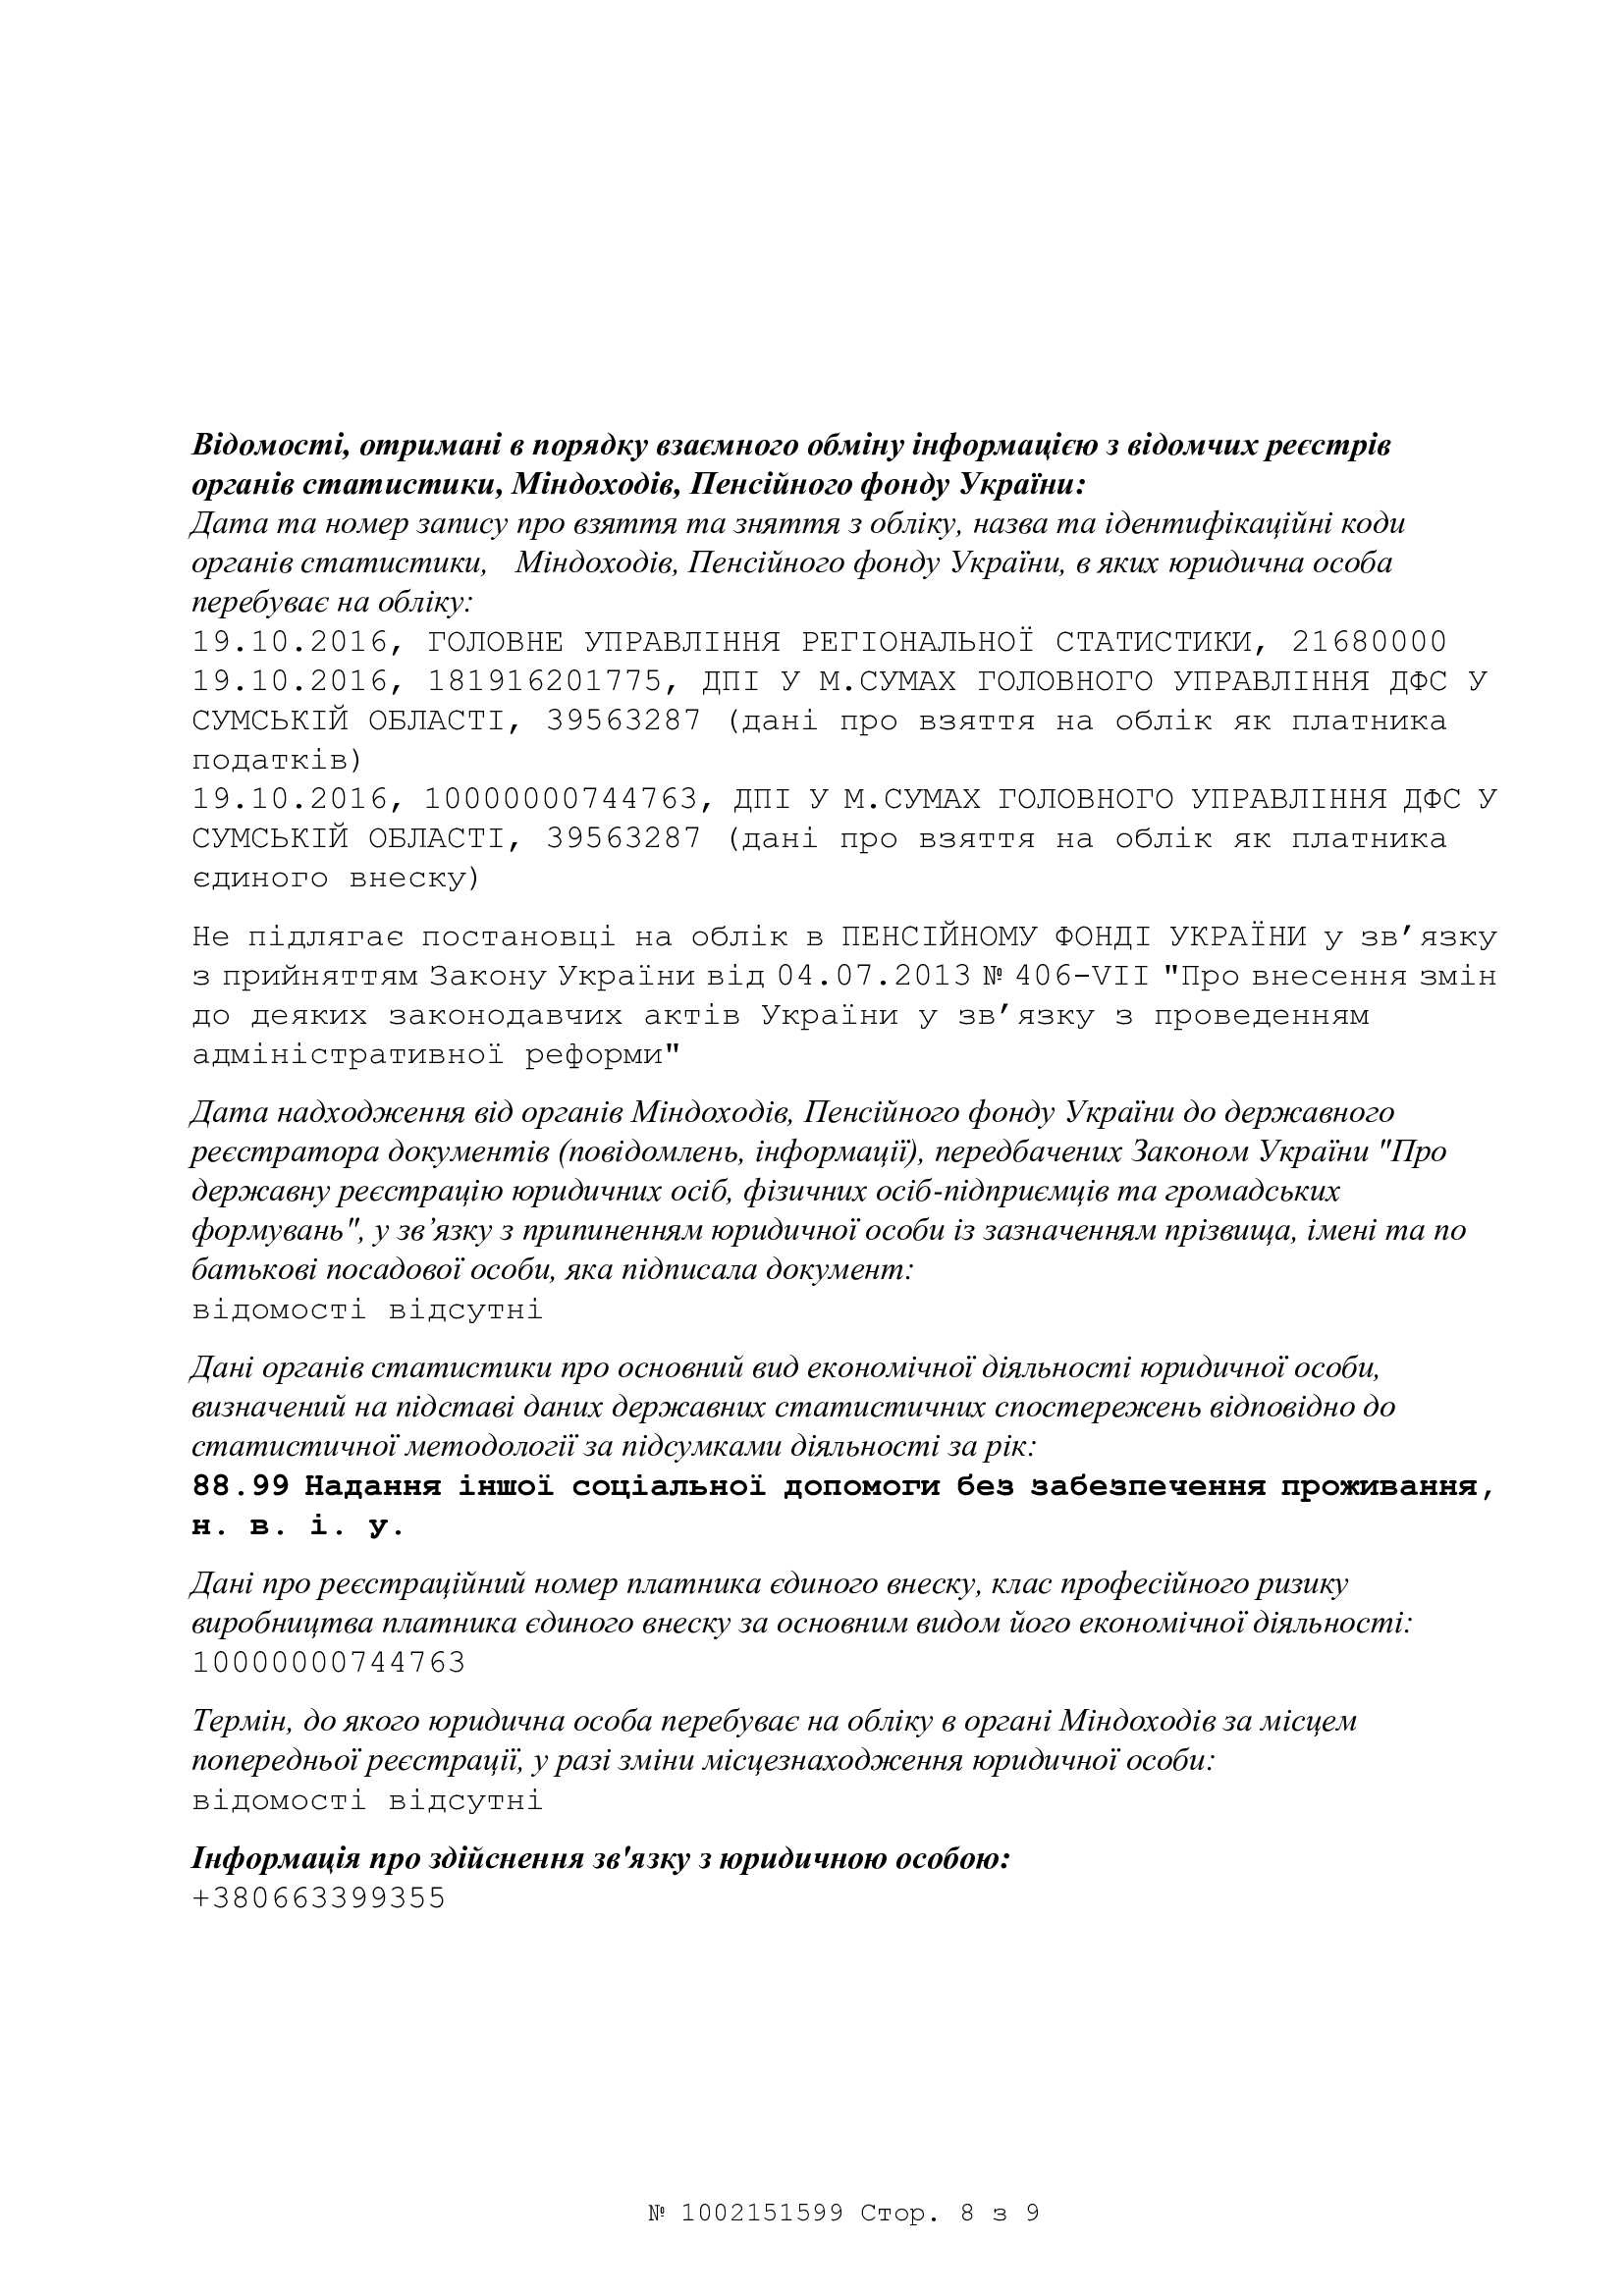 Відомості, отримані в порядку взаємного обміну інформацією з відомчих реєстрів
органів статистики, Міндоходів, Пенсійного фонду України:
Дата та номер запису про взяття та зняття з обліку, назва та ідентифікаційні коди
органів статистики,   Міндоходів, Пенсійного фонду України, в яких юридична особа
перебуває на обліку:
19.10.2016, ГОЛОВНЕ УПРАВЛІННЯ РЕГІОНАЛЬНОЇ СТАТИСТИКИ, 21680000
19.10.2016, 181916201775, ДПІ У М.СУМАХ ГОЛОВНОГО УПРАВЛІННЯ ДФС У
СУМСЬКІЙ ОБЛАСТІ, 39563287 (дані про взяття на облік як платника
податків)
19.10.2016, 10000000744763, ДПІ У М.СУМАХ ГОЛОВНОГО УПРАВЛІННЯ ДФС У
СУМСЬКІЙ ОБЛАСТІ, 39563287 (дані про взяття на облік як платника
єдиного внеску)
Не підлягає постановці на облік в ПЕНСІЙНОМУ ФОНДІ УКРАЇНИ у зв’язку
з прийняттям Закону України від 04.07.2013 № 406-VII "Про внесення змін
до деяких законодавчих актів України у зв’язку з проведенням
адміністративної реформи"
Дата надходження від органів Міндоходів, Пенсійного фонду України до державного
реєстратора документів (повідомлень, інформації), передбачених Законом України "Про
державну реєстрацію юридичних осіб, фізичних осіб-підприємців та громадських
формувань", у зв’язку з припиненням юридичної особи із зазначенням прізвища, імені та по
батькові посадової особи, яка підписала документ:
відомості відсутні
Дані органів статистики про основний вид економічної діяльності юридичної особи,
визначений на підставі даних державних статистичних спостережень відповідно до
статистичної методології за підсумками діяльності за рік:
88.99 Надання іншої соціальної допомоги без забезпечення проживання,
н. в. і. у.
Дані про реєстраційний номер платника єдиного внеску, клас професійного ризику
виробництва платника єдиного внеску за основним видом його економічної діяльності:
10000000744763
Термін, до якого юридична особа перебуває на обліку в органі Міндоходів за місцем
попередньої реєстрації, у разі зміни місцезнаходження юридичної особи:
відомості відсутні
Інформація про здійснення зв'язку з юридичною особою:
+380663399355
№ 1002151599 Стор. 8 з 9